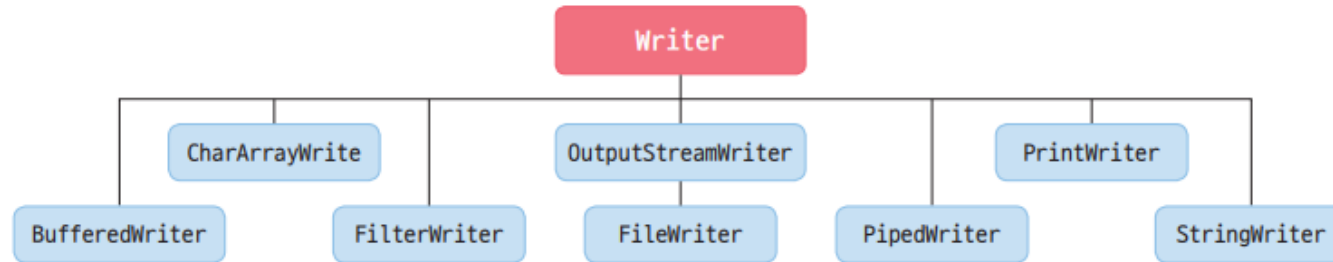 Writer
CharArrayWrite
OutputStreamWriter
PrintWriter
BufferedWriter
FilterWriter
FileWriter
PipedWriter
StringWriter